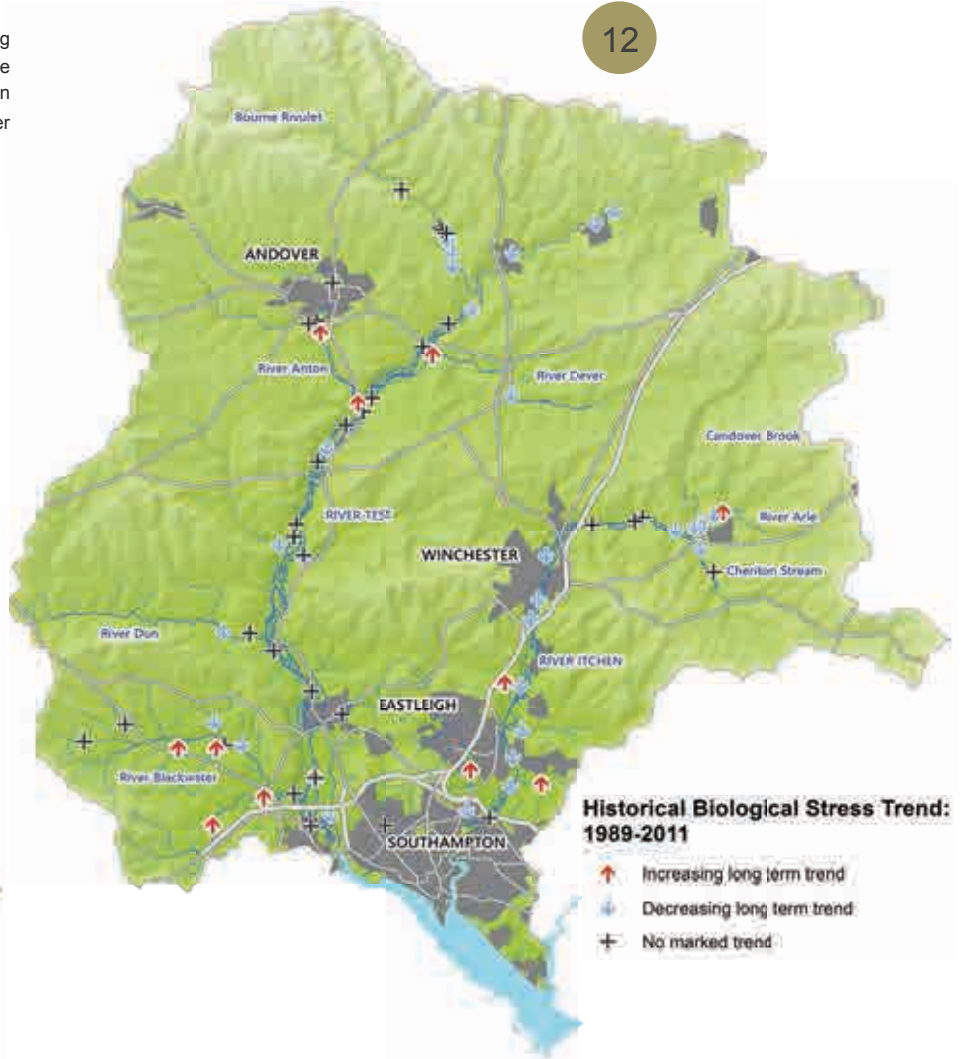 g
e
n
er
12
Bourne Rivulet
ANDOVER
River Anton
River Dever
Candover Brook
RIVER TEST
River Arle
WINCHESTER
Cheriton Stream
River Dun
RIVER ITCHEN
EASTLEIGH
River Blackwater
SOUTHAMPTON
Historical Biological Stress Trend:
1989-2011
Increasing long term trend
Decreasing long term trend
No marked trend